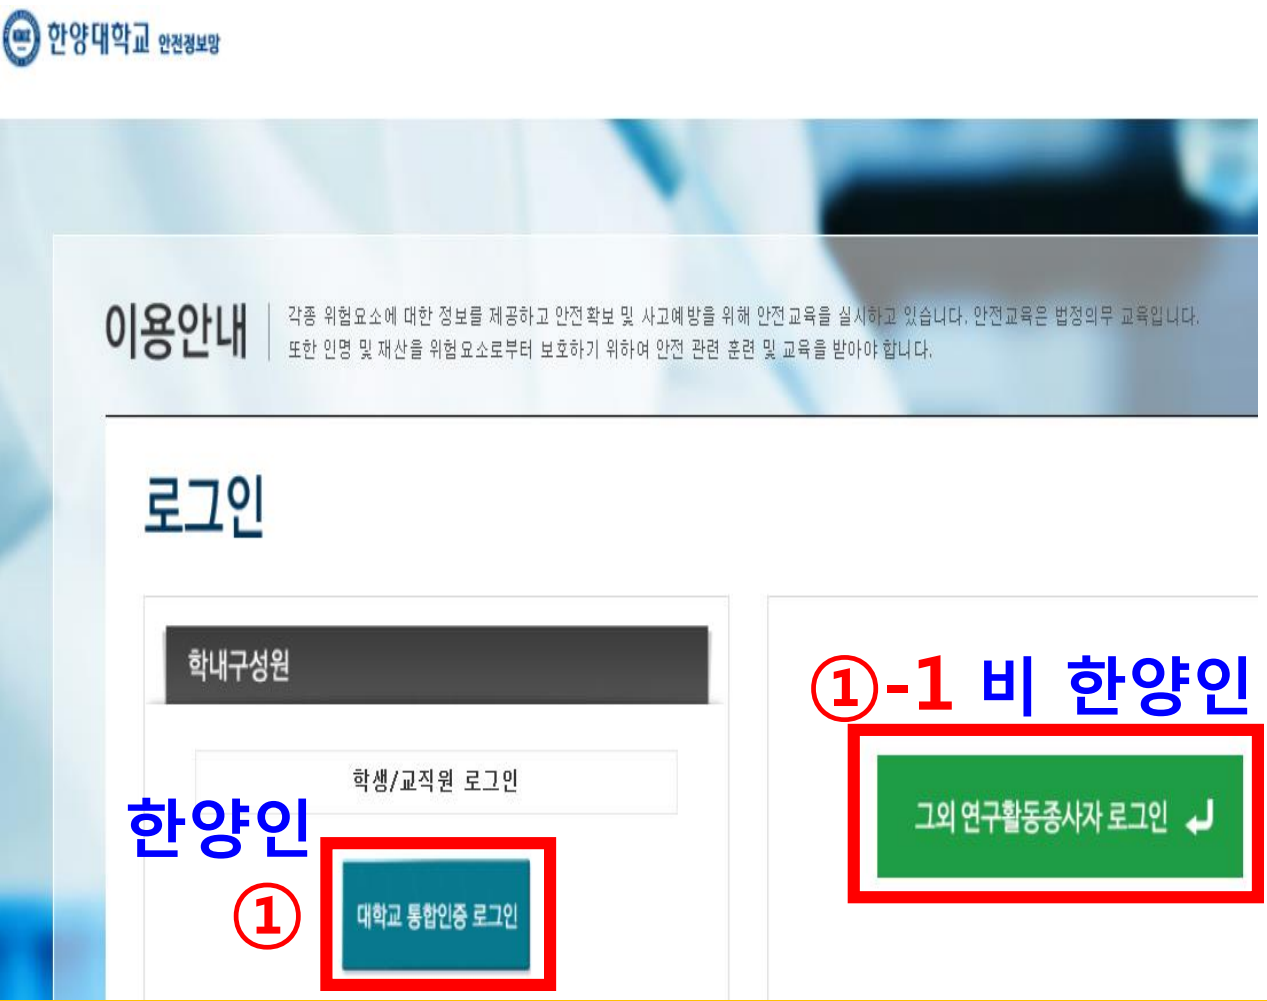 한양대학교 안전정보망
이용안내
각종 위험요소에 대한 정보를 제공하고 안전확보 및 사고예방을 위해 안전교육을 실시하고 있습니다. 안전교육은 법정의무 교육입니다.
또한 인명 및 재산을 위험요소로부터 보호하기 위하여 안전 관련 훈련 및 교육을 받아야 합니다.
로그인
학내구성원
학생/교직원 로그인
한양인
①
대학교 통합인증 로그인
①-1 비 한양인
그외 연구활동종사자 로그인